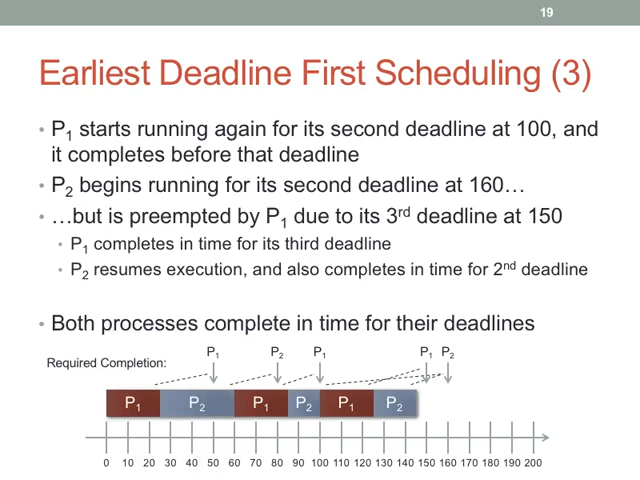 19
Earliest Deadline First Scheduling (3)
• P1 starts running again for its second deadline at 100, and
it completes before that deadline
• P2 begins running for its second deadline at 160…
• …but is preempted by P1 due to its 3rd deadline at 150
• P1 completes in time for its third deadline
• P2 resumes execution, and also completes in time for 2nd deadline
• Both processes complete in time for their deadlines
P1 P2 P1 P1 P2
Required Completion:
P1 P2 P1 P2 P1 P2
0 10 20 30 40 50 60 70 80 90 100 110 120 130 140 150 160 170 180 190 200